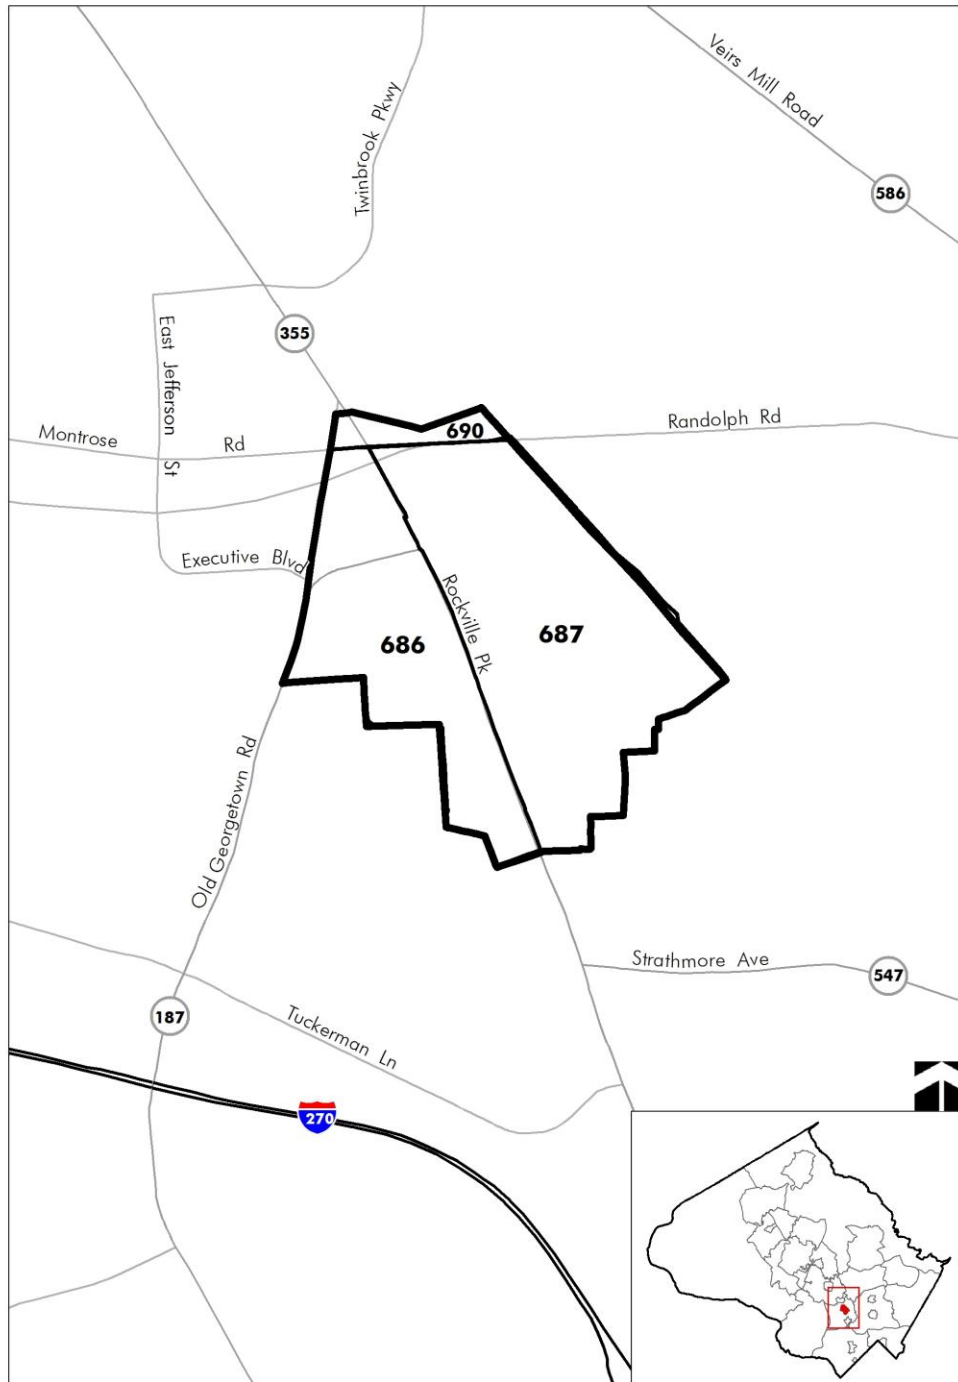 Veirs Mill Road
Twinbrook Pkwy
586
East Jefferson St
355
690
Randolph Rd
Montrose Rd
Executive Blvd
Rockville Pk
686
687
Old Georgetown Rd
Strathmore Ave
547
187
Tuckerman Ln
270